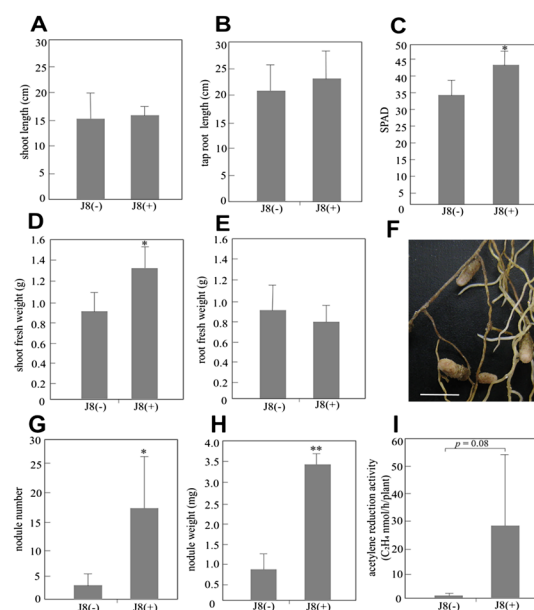 A
shoot length (cm)
30
25
20
15
10
5
0
J8(-) J8(+)
B
tap root length (cm)
30
25
20
15
10
5
0
J8(-) J8(+)
C
SPAD
50
45
40
35
30
25
20
15
10
5
0
*
J8(-) J8(+)
D
shoot fresh weight (g)
1.6
1.4
1.2
1.0
0.8
0.6
0.4
0.2
0
*
J8(-) J8(+)
E
root fresh weight (g)
1.6
1.4
1.2
1.0
0.8
0.6
0.4
0.2
0
J8(-) J8(+)
F
G
nodule number
30
25
20
15
10
5
0
*
J8(-) J8(+)
H
nodule weight (mg)
4.0
3.5
3.0
2.5
2.0
1.5
1.0
0.5
0
**
J8(-) J8(+)
I
acetylene reduction activity
(C₂H₄ nmol/h/plant)
60
50
40
30
20
10
0
p = 0.08
J8(-) J8(+)